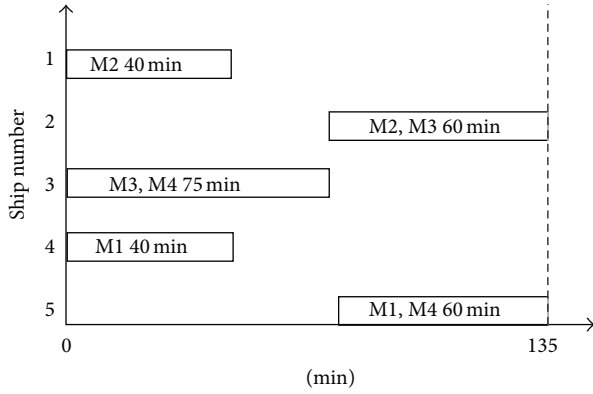 Ship number
1
M2 40 min
2
M2, M3 60 min
3
M3, M4 75 min
4
M1 40 min
5
M1, M4 60 min
0
135
(min)